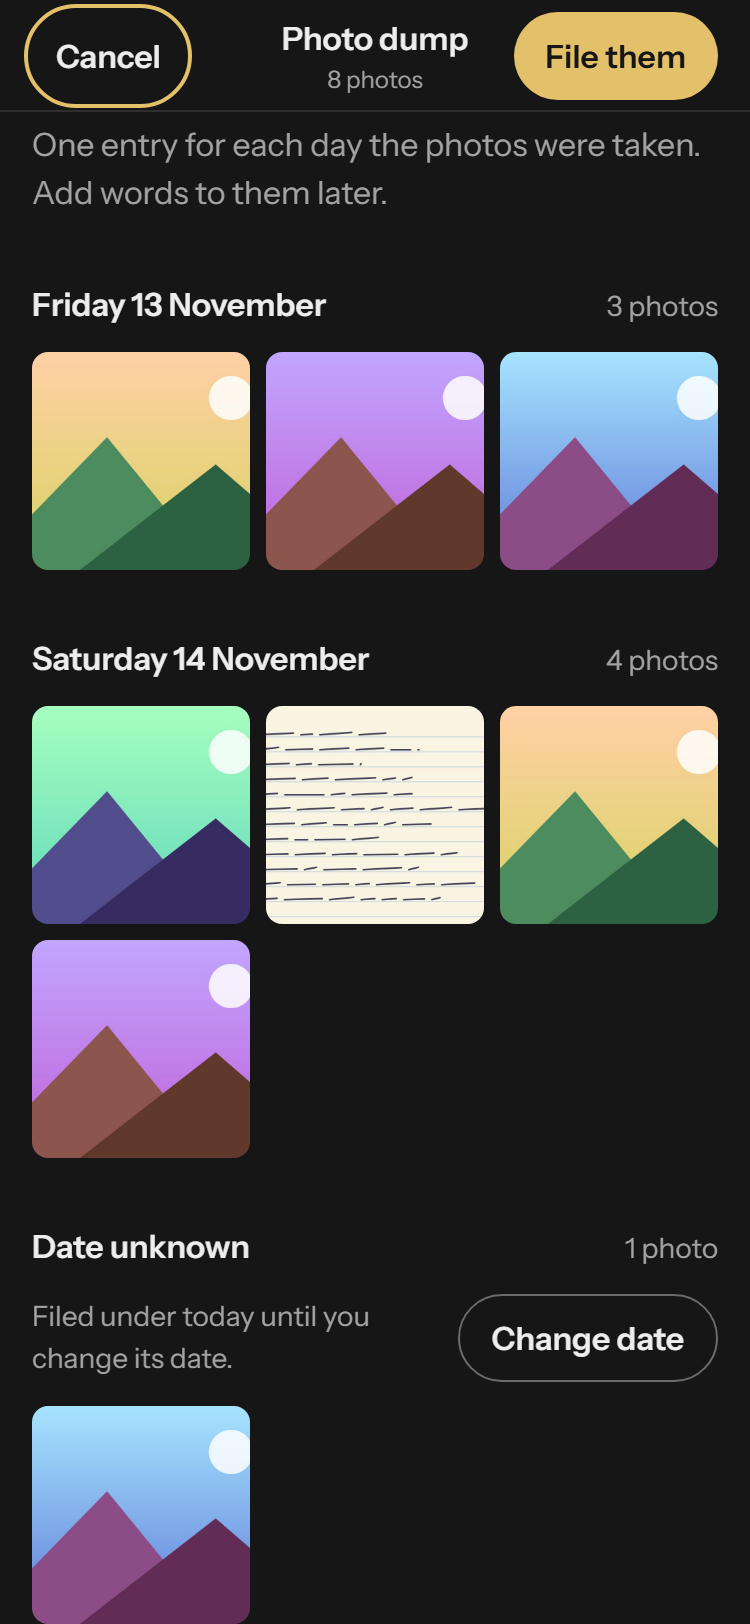 Cancel
Photo dump
8 photos
File them
One entry for each day the photos were taken.
Add words to them later.
Friday 13 November
3 photos
Saturday 14 November
4 photos
Date unknown
1 photo
Filed under today until you
change its date.
Change date